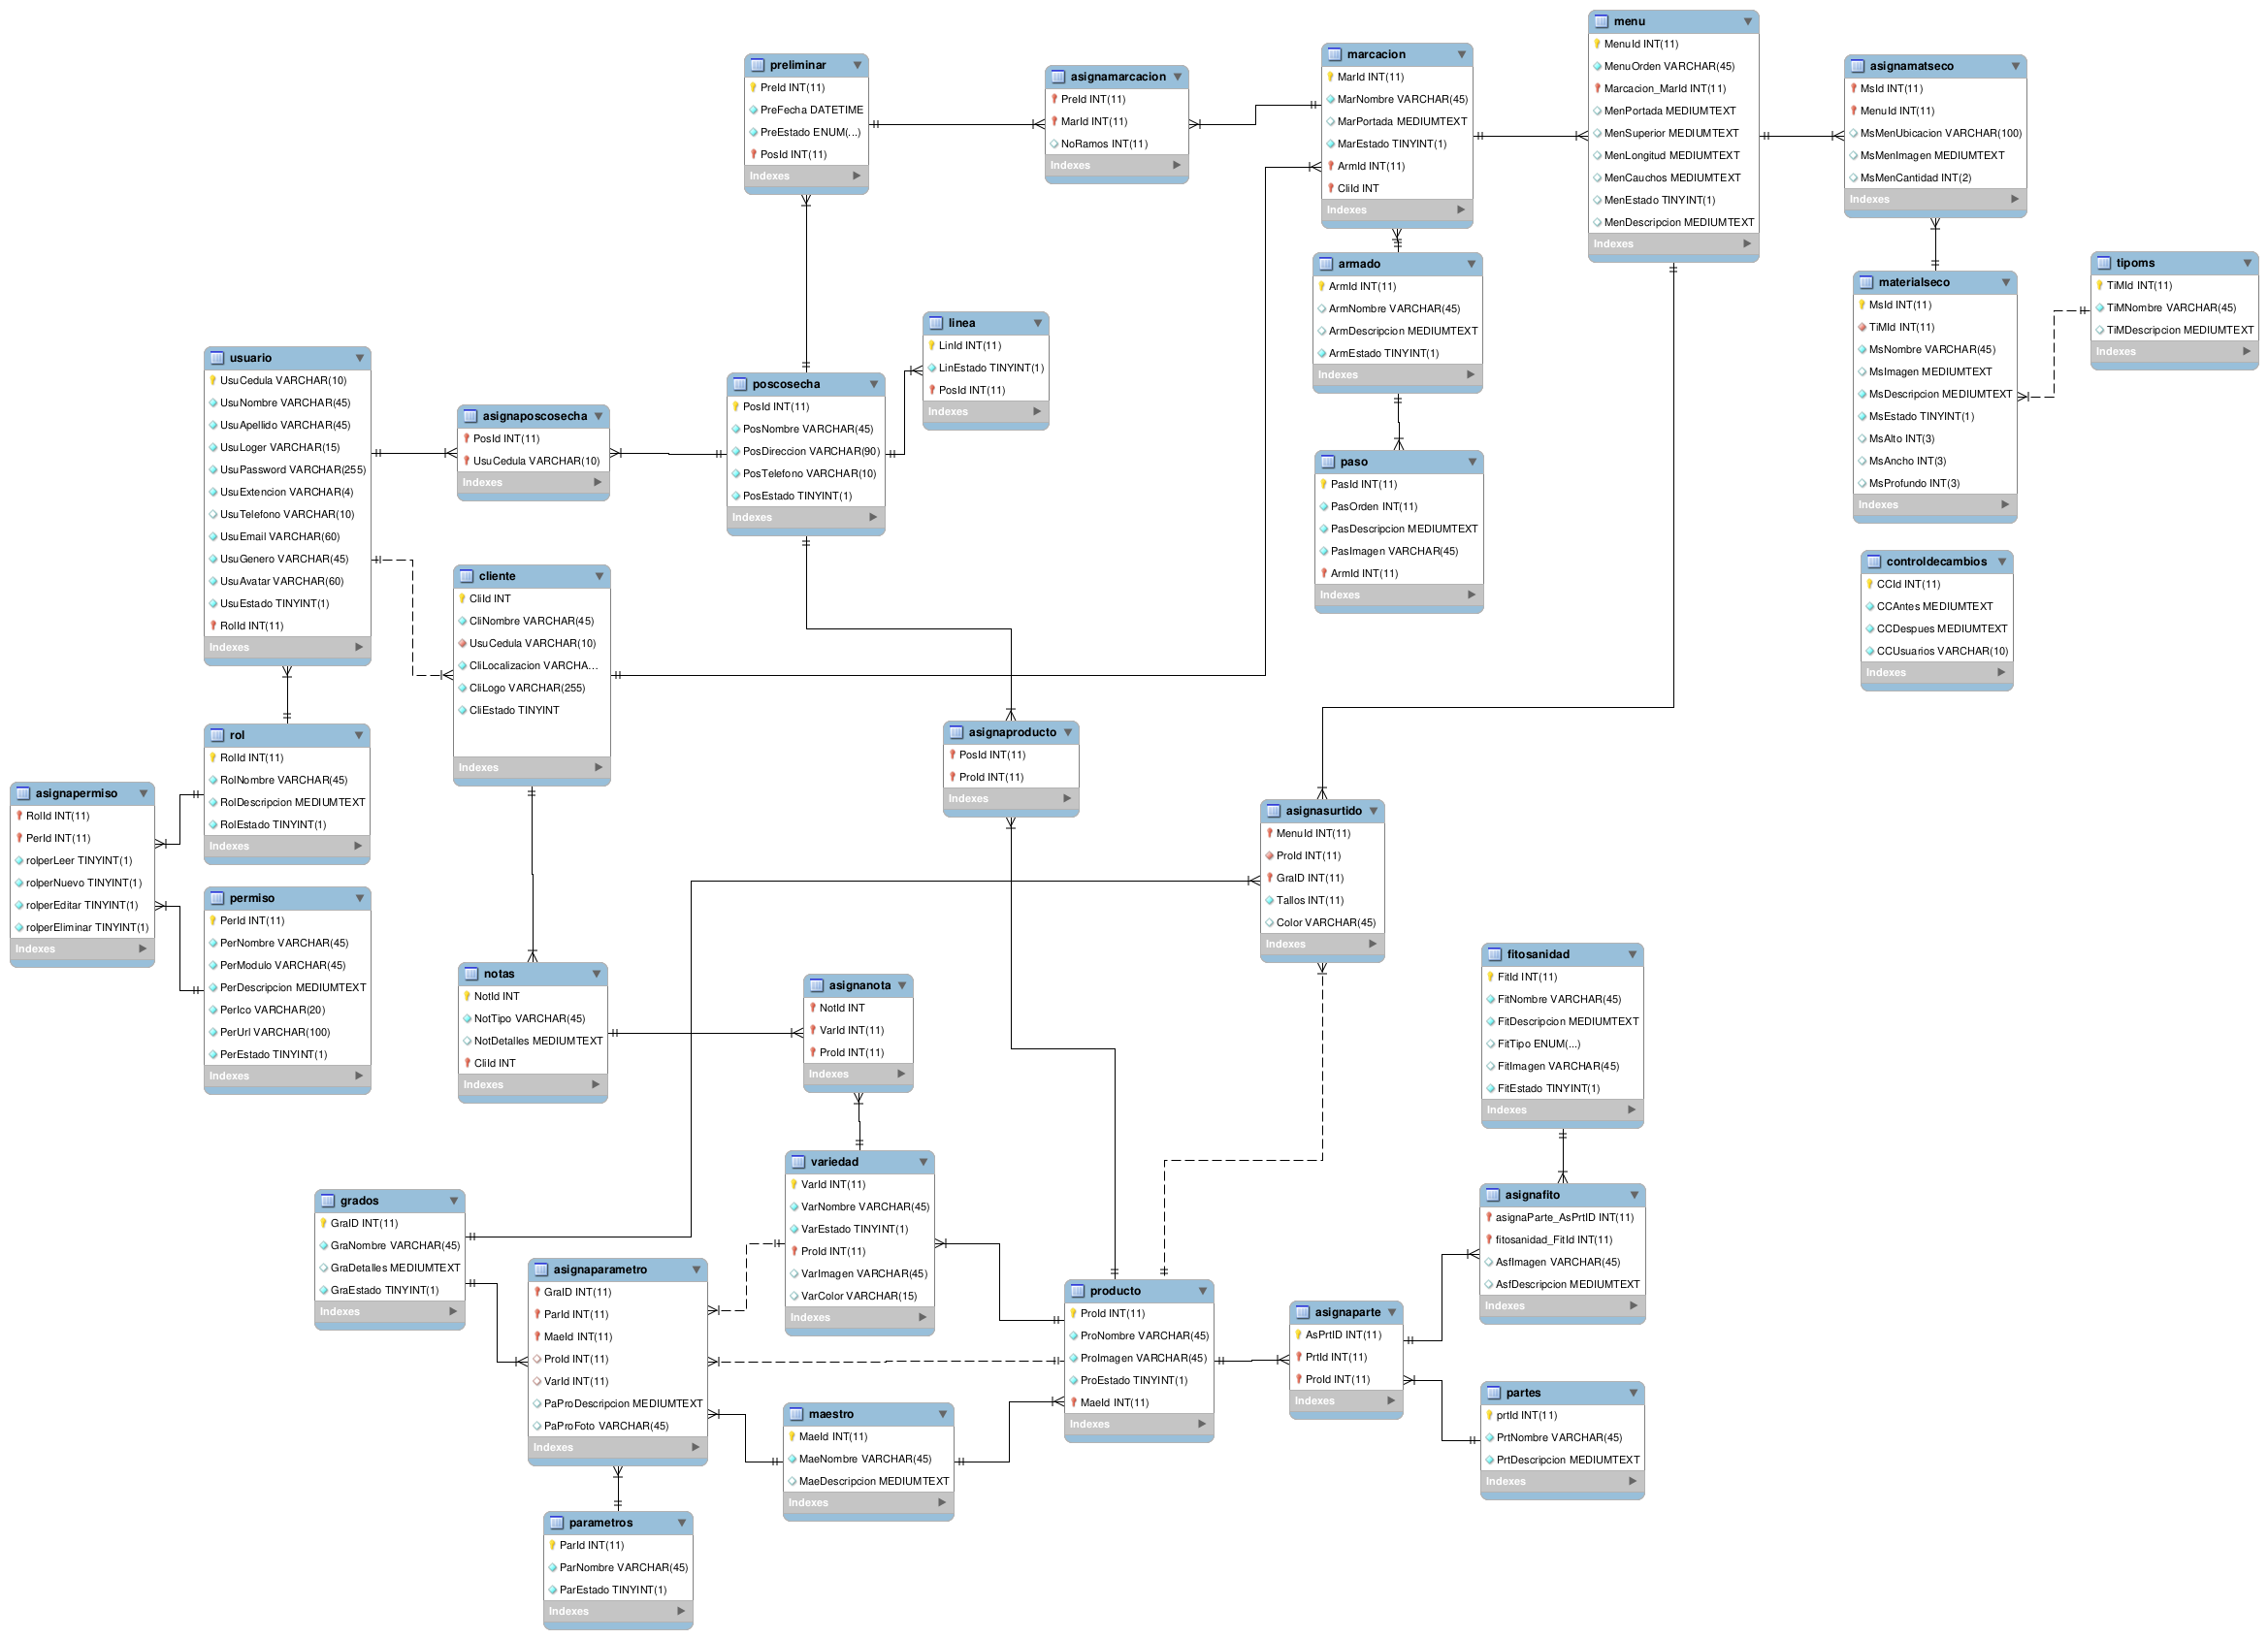 preliminar
PreId INT(11)
PreFecha DATETIME
PreEstado ENUM(...)
PosId INT(11)
Indexes
asignamarcacion
PreId INT(11)
MarId INT(11)
NoRamos INT(11)
Indexes
marcacion
MarId INT(11)
MarNombre VARCHAR(45)
MarPortada MEDIUMTEXT
MarEstado TINYINT(1)
ArmId INT(11)
CliId INT
Indexes
menu
MenuId INT(11)
MenuOrden VARCHAR(45)
Marcacion_MarId INT(11)
MenPortada MEDIUMTEXT
MenSuperior MEDIUMTEXT
MenLongitud MEDIUMTEXT
MenCauchos MEDIUMTEXT
MenEstado TINYINT(1)
MenDescripcion MEDIUMTEXT
Indexes
asignamatseco
MsId INT(11)
MenuId INT(11)
MsMenUbicacion VARCHAR(100)
MsMenImagen MEDIUMTEXT
MsMenCantidad INT(2)
Indexes
armado
ArmId INT(11)
ArmNombre VARCHAR(45)
ArmDescripcion MEDIUMTEXT
ArmEstado TINYINT(1)
Indexes
materialseco
MsId INT(11)
TiMId INT(11)
MsNombre VARCHAR(45)
MsImagen MEDIUMTEXT
MsDescripcion MEDIUMTEXT
MsEstado TINYINT(1)
MsAlto INT(3)
MsAncho INT(3)
MsProfundo INT(3)
Indexes
tipoms
TiMId INT(11)
TiMNombre VARCHAR(45)
TiMDescripcion MEDIUMTEXT
Indexes
linea
LinId INT(11)
LinEstado TINYINT(1)
PosId INT(11)
Indexes
usuario
UsuCedula VARCHAR(10)
UsuNombre VARCHAR(45)
UsuApellido VARCHAR(45)
UsuLoger VARCHAR(15)
UsuPassword VARCHAR(255)
UsuExtencion VARCHAR(4)
UsuTelefono VARCHAR(10)
UsuEmail VARCHAR(60)
UsuGenero VARCHAR(45)
UsuAvatar VARCHAR(60)
UsuEstado TINYINT(1)
RolId INT(11)
Indexes
asignaposcosecha
PosId INT(11)
UsuCedula VARCHAR(10)
Indexes
poscosecha
PosId INT(11)
PosNombre VARCHAR(45)
PosDireccion VARCHAR(90)
PosTelefono VARCHAR(10)
PosEstado TINYINT(1)
Indexes
paso
PasId INT(11)
PasOrden INT(11)
PasDescripcion MEDIUMTEXT
PasImagen VARCHAR(45)
ArmId INT(11)
Indexes
controldecambios
CCId INT(11)
CCAntes MEDIUMTEXT
CCDespues MEDIUMTEXT
CCUsuarios VARCHAR(10)
Indexes
cliente
CliId INT
CliNombre VARCHAR(45)
UsuCedula VARCHAR(10)
CliLocalizacion VARCHA...
CliLogo VARCHAR(255)
CliEstado TINYINT
Indexes
rol
RolId INT(11)
RolNombre VARCHAR(45)
RolDescripcion MEDIUMTEXT
RolEstado TINYINT(1)
Indexes
asignaproducto
PosId INT(11)
ProId INT(11)
Indexes
asignapermiso
RolId INT(11)
PerId INT(11)
rolperLeer TINYINT(1)
rolperNuevo TINYINT(1)
rolperEditar TINYINT(1)
rolperEliminar TINYINT(1)
Indexes
asignasurtido
MenuId INT(11)
ProId INT(11)
GraID INT(11)
Tallos INT(11)
Color VARCHAR(45)
Indexes
permiso
PerId INT(11)
PerNombre VARCHAR(45)
PerModulo VARCHAR(45)
PerDescripcion MEDIUMTEXT
PerIco VARCHAR(20)
PerUrl VARCHAR(100)
PerEstado TINYINT(1)
Indexes
notas
NotId INT
NotTipo VARCHAR(45)
NotDetalles MEDIUMTEXT
CliId INT
Indexes
asignanota
NotId INT
VarId INT(11)
ProId INT(11)
Indexes
fitosanidad
FitId INT(11)
FitNombre VARCHAR(45)
FitDescripcion MEDIUMTEXT
FitTipo ENUM(...)
FitImagen VARCHAR(45)
FitEstado TINYINT(1)
Indexes
variedad
VarId INT(11)
VarNombre VARCHAR(45)
VarEstado TINYINT(1)
ProId INT(11)
VarImagen VARCHAR(45)
VarColor VARCHAR(15)
Indexes
grados
GraID INT(11)
GraNombre VARCHAR(45)
GraDetalles MEDIUMTEXT
GraEstado TINYINT(1)
Indexes
asignafito
asignaParte_AsPrtID INT(11)
fitosanidad_FitId INT(11)
AsfImagen VARCHAR(45)
AsfDescripcion MEDIUMTEXT
Indexes
asignaparametro
GraID INT(11)
ParId INT(11)
MaeId INT(11)
ProId INT(11)
VarId INT(11)
PaProDescripcion MEDIUMTEXT
PaProFoto VARCHAR(45)
Indexes
producto
ProId INT(11)
ProNombre VARCHAR(45)
ProImagen VARCHAR(45)
ProEstado TINYINT(1)
MaeId INT(11)
Indexes
asignaparte
AsPrtID INT(11)
PrtId INT(11)
ProId INT(11)
Indexes
partes
prtId INT(11)
PrtNombre VARCHAR(45)
PrtDescripcion MEDIUMTEXT
Indexes
maestro
MaeId INT(11)
MaeNombre VARCHAR(45)
MaeDescripcion MEDIUMTEXT
Indexes
parametros
ParId INT(11)
ParNombre VARCHAR(45)
ParEstado TINYINT(1)
Indexes